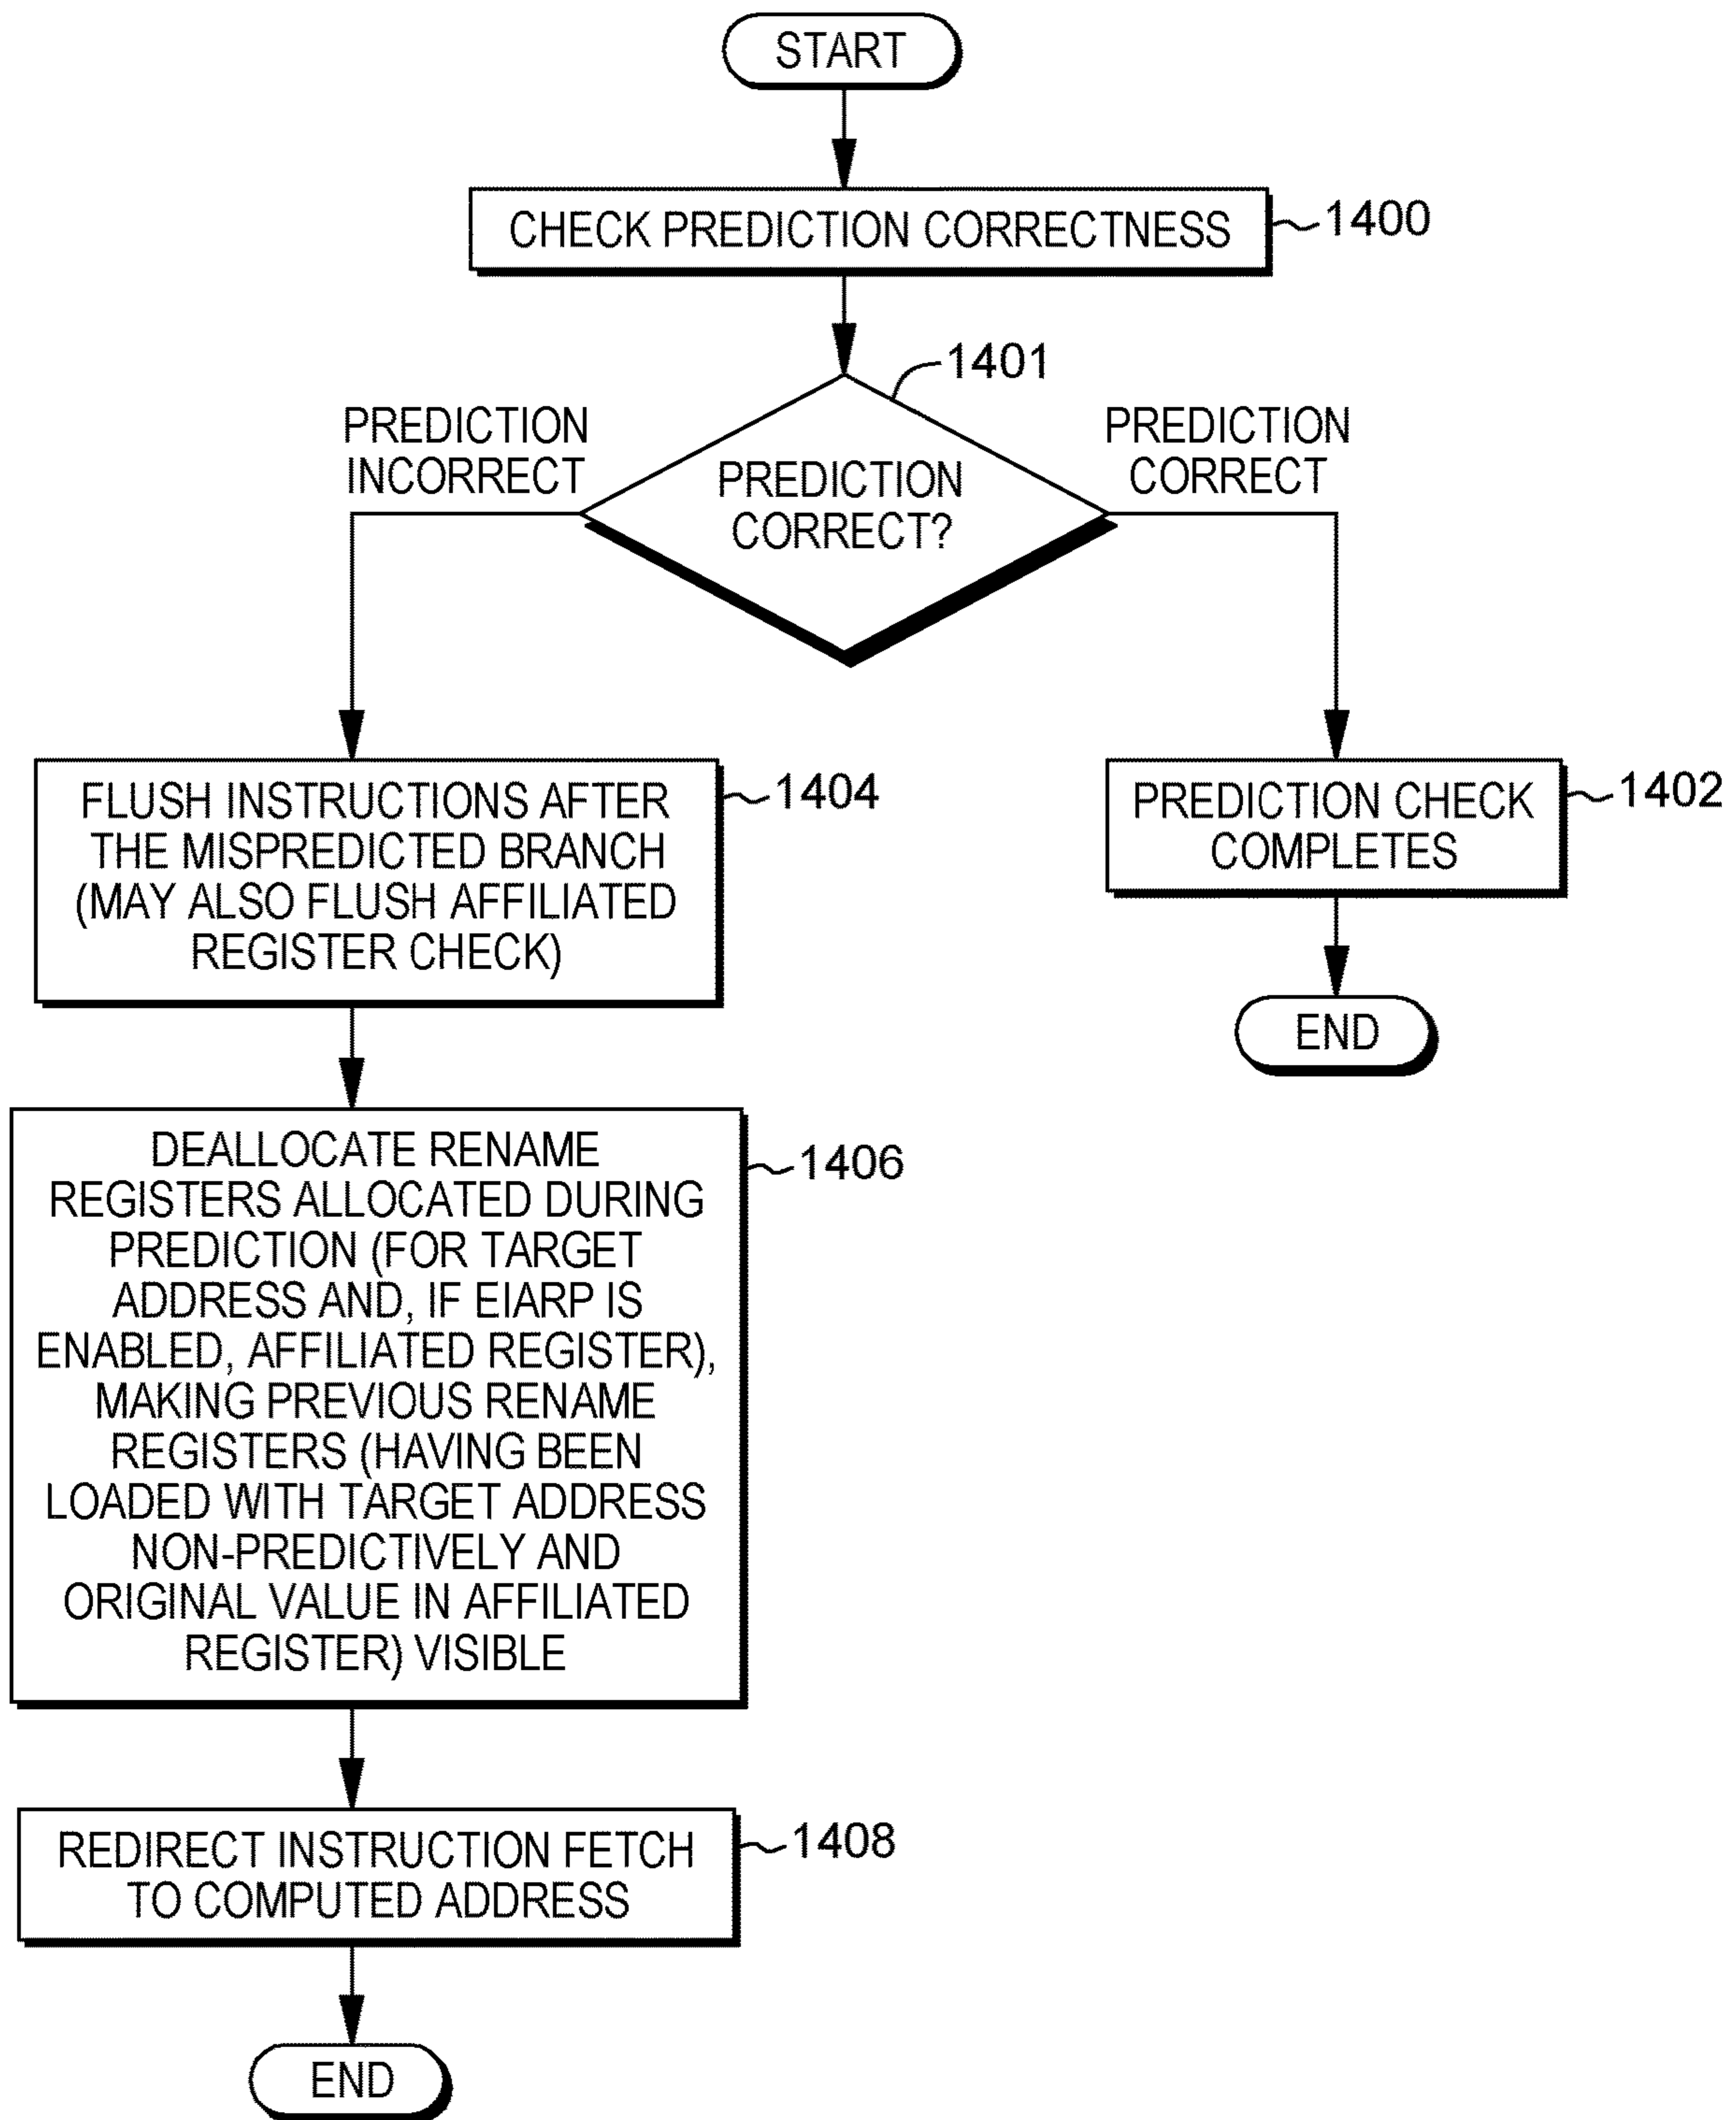 START
CHECK PREDICTION CORRECTNESS
1400
1401
PREDICTION
INCORRECT
PREDICTION
CORRECT?
PREDICTION
CORRECT
FLUSH INSTRUCTIONS AFTER
THE MISPREDICTED BRANCH
(MAY ALSO FLUSH AFFILIATED
REGISTER CHECK)
1404
PREDICTION CHECK
COMPLETES
1402
END
DEALLOCATE RENAME
REGISTERS ALLOCATED DURING
PREDICTION (FOR TARGET
ADDRESS AND, IF EIARP IS
ENABLED, AFFILIATED REGISTER),
MAKING PREVIOUS RENAME
REGISTERS (HAVING BEEN
LOADED WITH TARGET ADDRESS
NON-PREDICTIVELY AND
ORIGINAL VALUE IN AFFILIATED
REGISTER) VISIBLE
1406
REDIRECT INSTRUCTION FETCH
TO COMPUTED ADDRESS
1408
END